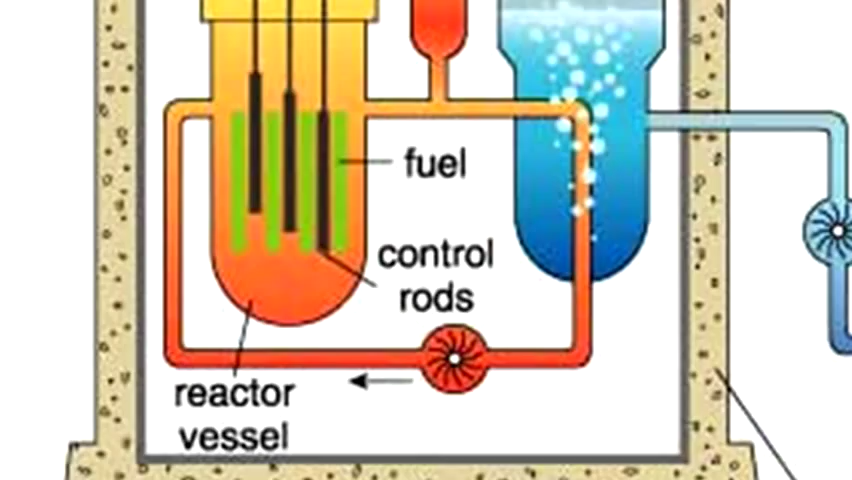 fuel
control
rods
reactor
vessel